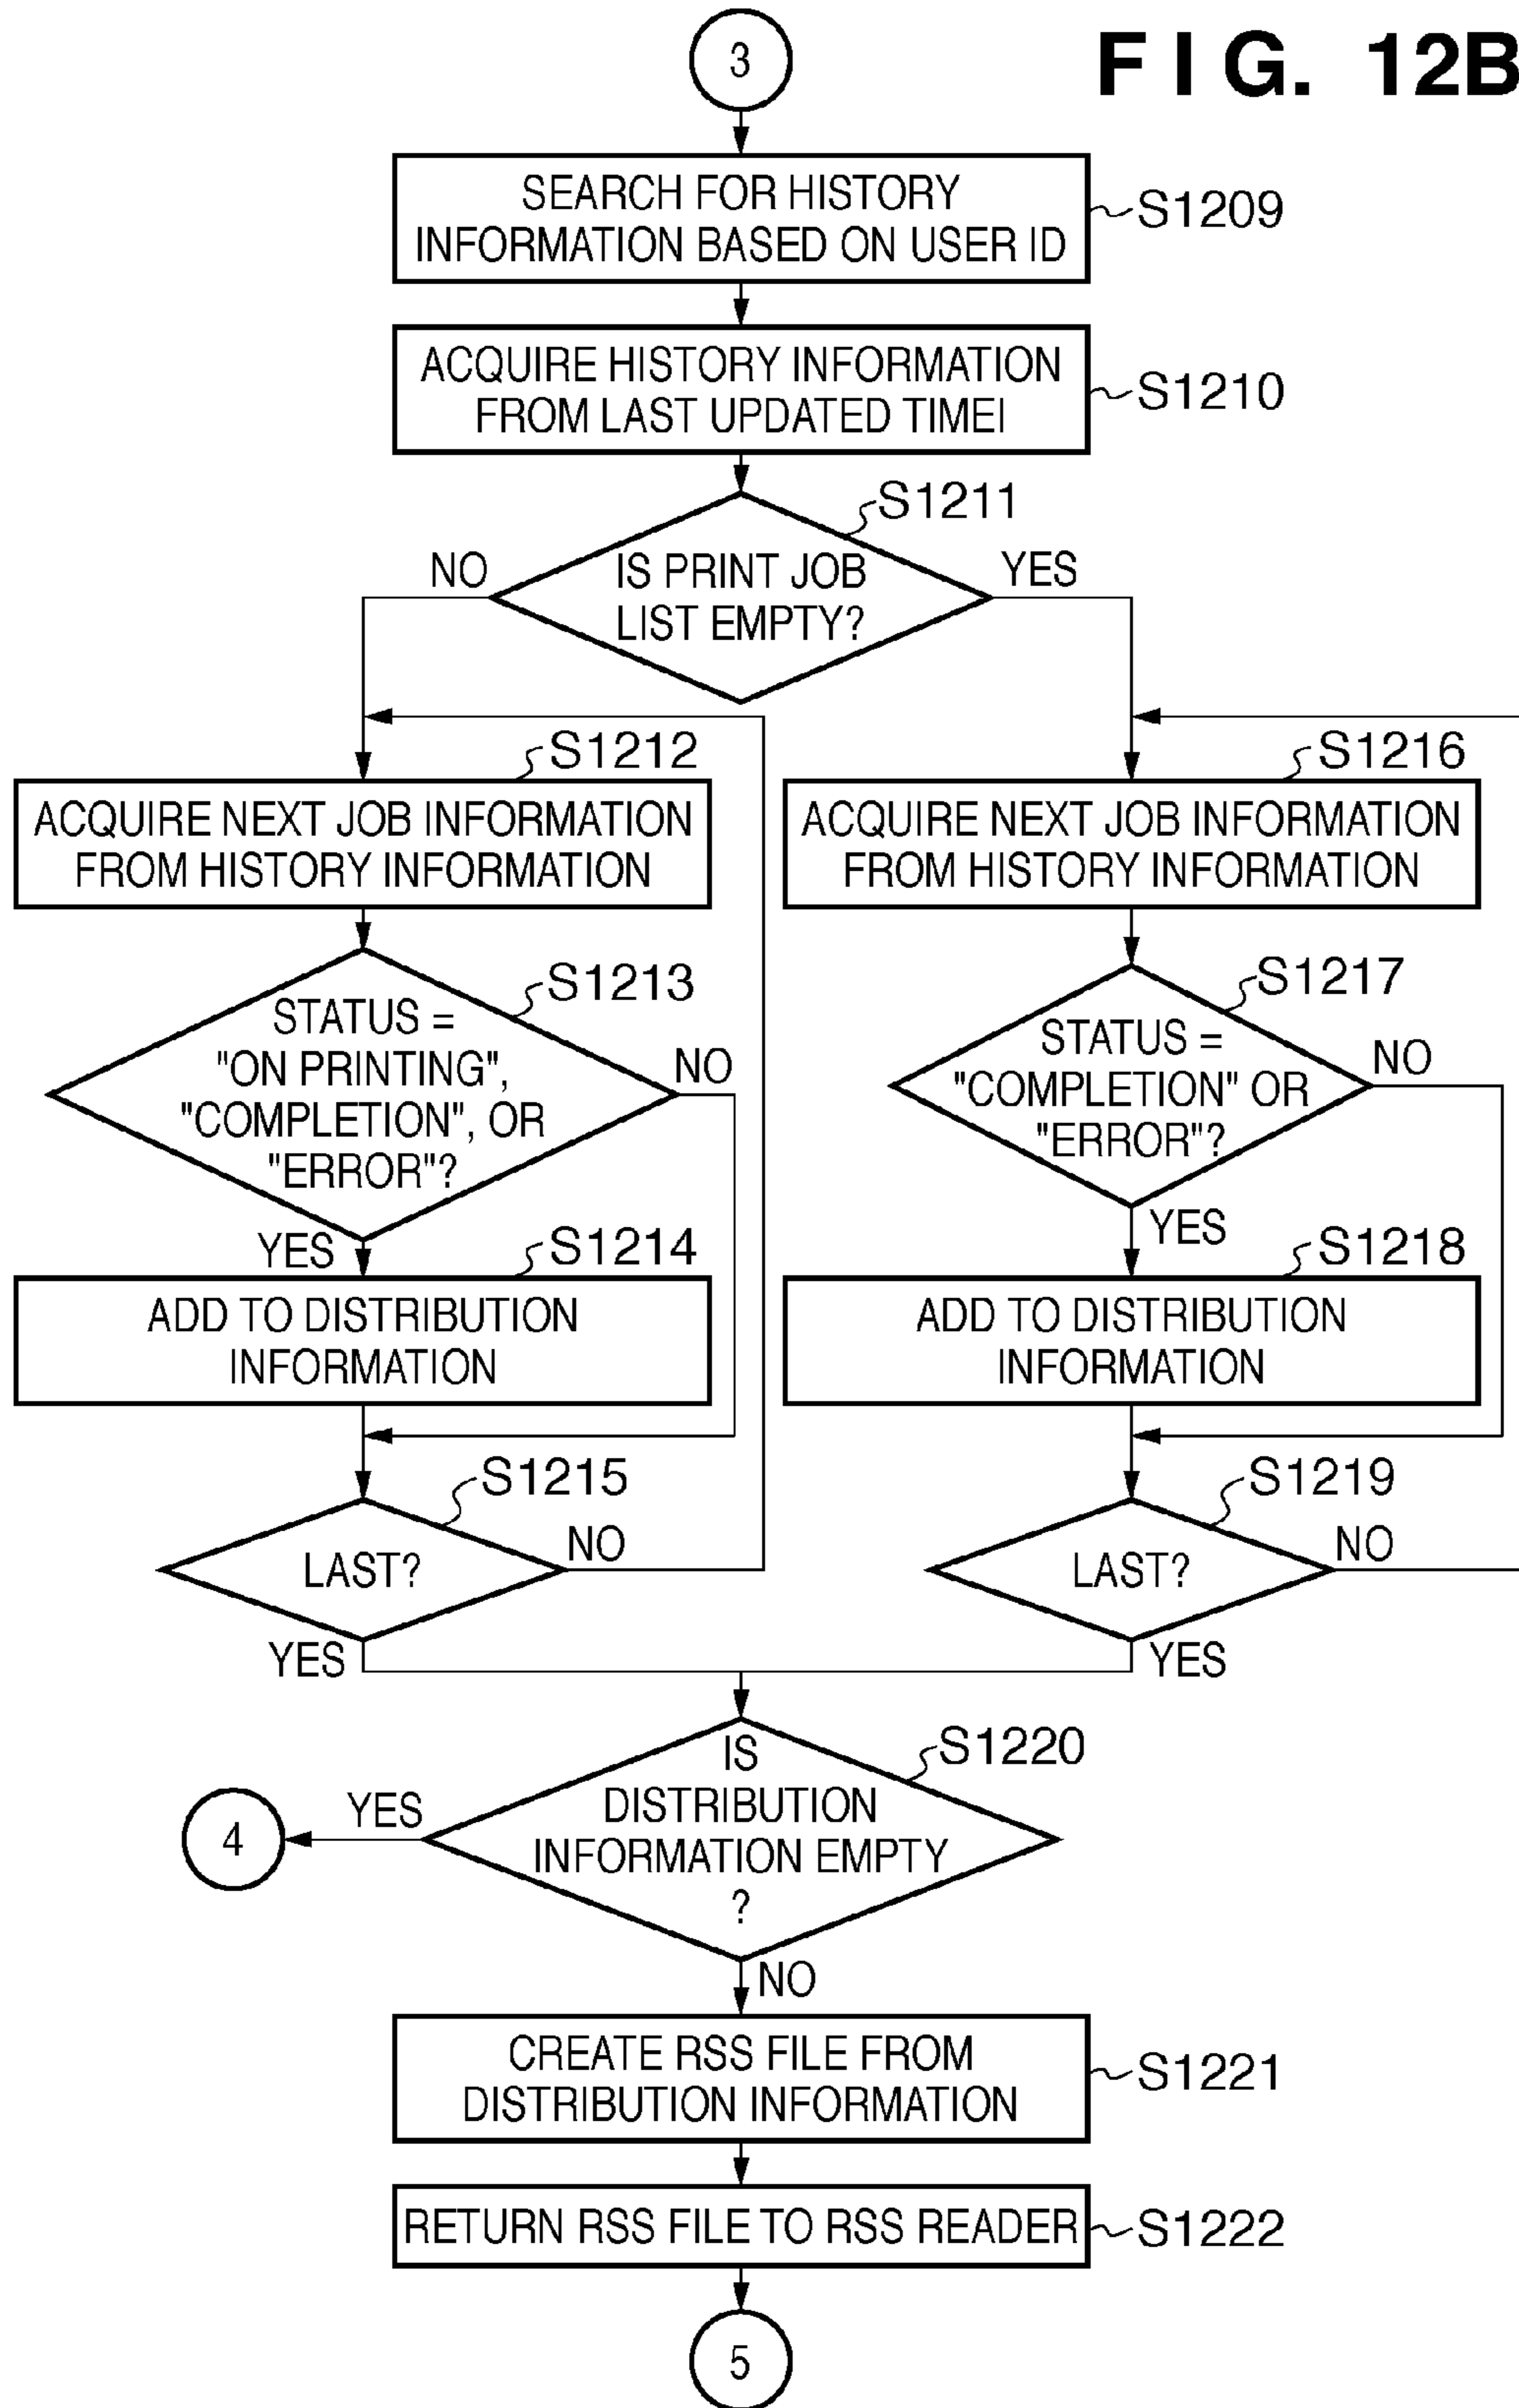 3
FIG. 12B
SEARCH FOR HISTORY
INFORMATION BASED ON USER ID
S1209
ACQUIRE HISTORY INFORMATION
FROM LAST UPDATED TIMEI
S1210
S1211
NO
IS PRINT JOB
LIST EMPTY?
YES
S1212
ACQUIRE NEXT JOB INFORMATION
FROM HISTORY INFORMATION
S1216
ACQUIRE NEXT JOB INFORMATION
FROM HISTORY INFORMATION
S1213
STATUS =
"ON PRINTING",
"COMPLETION", OR
"ERROR"?
NO
YES
S1217
STATUS =
"COMPLETION" OR
"ERROR"?
NO
YES
S1214
ADD TO DISTRIBUTION
INFORMATION
S1218
ADD TO DISTRIBUTION
INFORMATION
S1215
LAST?
NO
YES
S1219
LAST?
NO
YES
S1220
IS
DISTRIBUTION
INFORMATION EMPTY
?
YES
4
NO
CREATE RSS FILE FROM
DISTRIBUTION INFORMATION
S1221
RETURN RSS FILE TO RSS READER
S1222
5